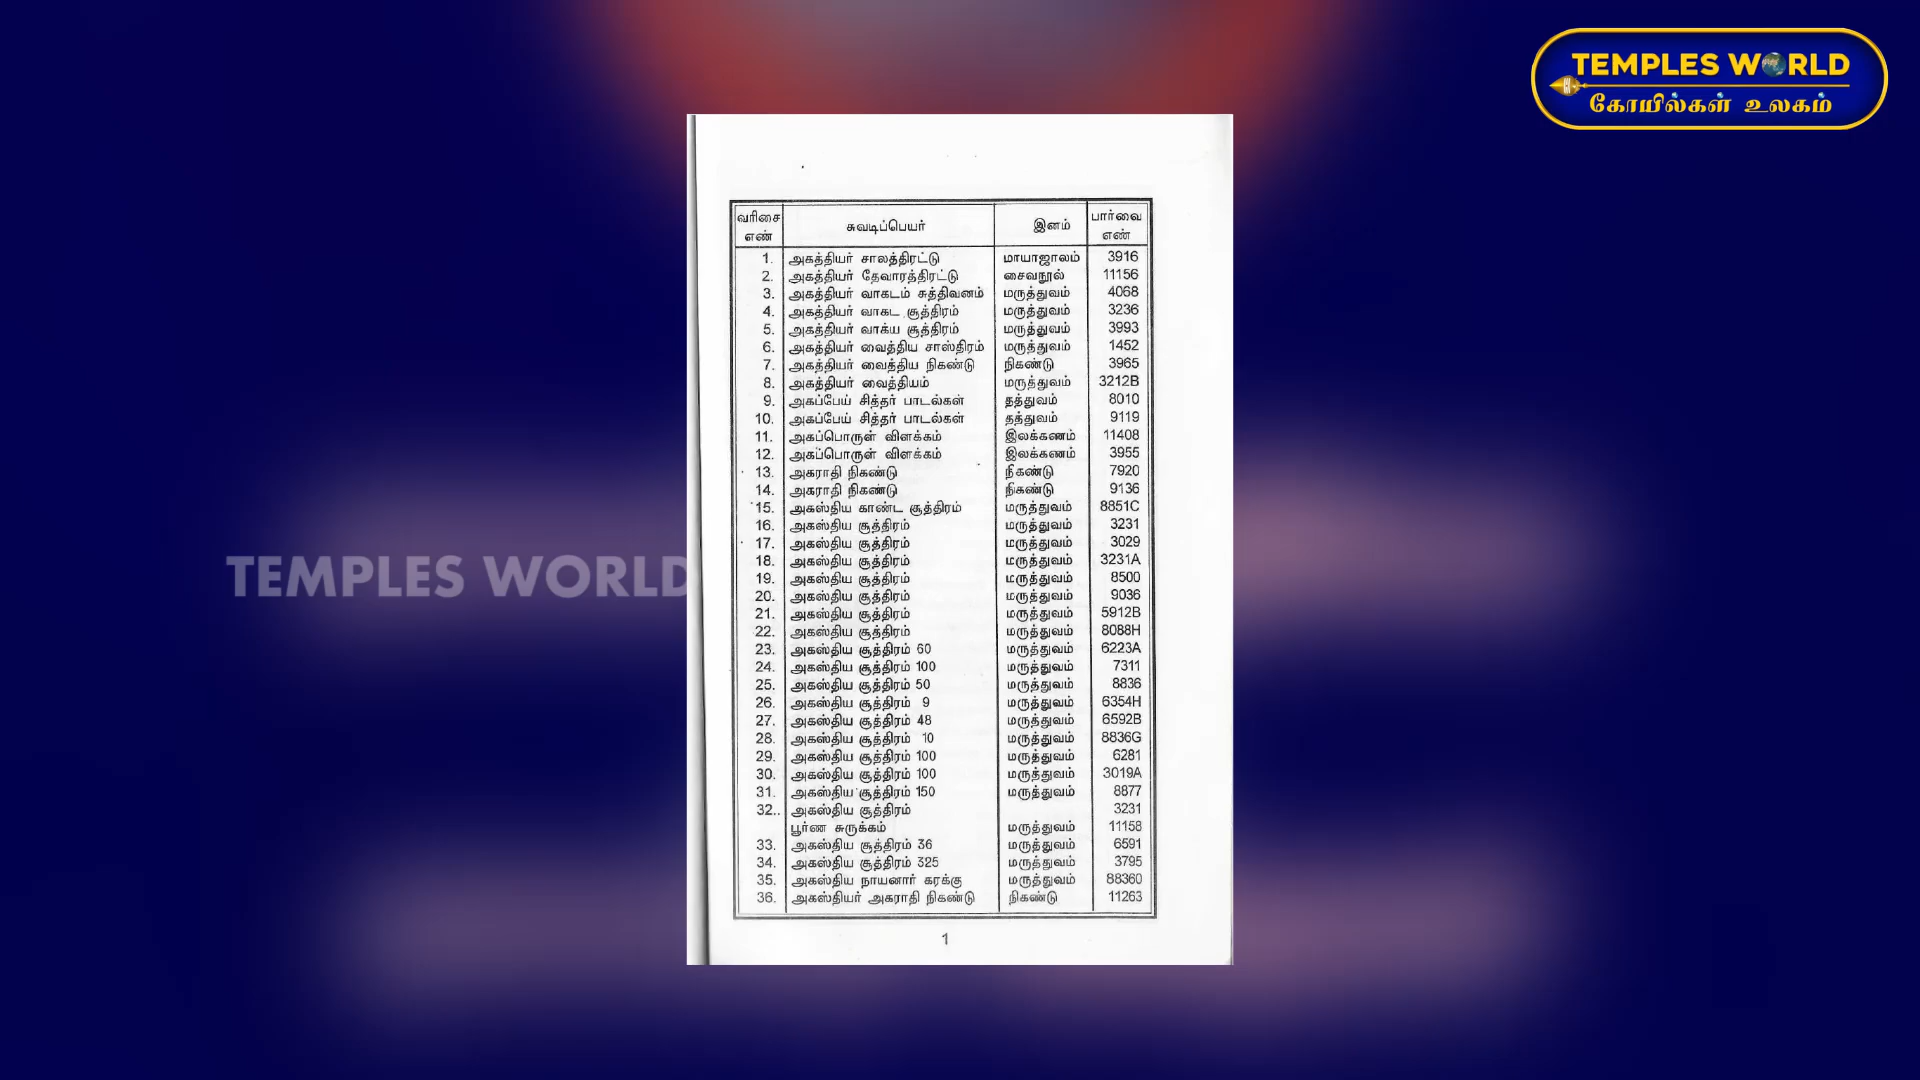 TEMPLES WORLD
கோயில்கள் உலகம்
வரிசை எண் சுவடிப்பெயர் இனம் பார்வை எண்
1. அகத்தியர் சாலத்திரட்டு மாயாஜாலம் 3916
2. அகத்தியர் தேவாரத்திரட்டு சைவநூல் 11156
3. அகத்தியர் வாகடம் சுத்திவனம் மருத்துவம் 4068
4. அகத்தியர் வாகட சூத்திரம் மருத்துவம் 3236
5. அகத்தியர் வாக்ய சூத்திரம் மருத்துவம் 3993
6. அகத்தியர் வைத்திய சாஸ்திரம் மருத்துவம் 1452
7. அகத்தியர் வைத்திய நிகண்டு நிகண்டு 3965
8. அகத்தியர் வைத்தியம் மருத்துவம் 3212B
9. அகப்பேய் சித்தர் பாடல்கள் தத்துவம் 8010
10. அகப்பேய் சித்தர் பாடல்கள் தத்துவம் 9119
11. அகப்பொருள் விளக்கம் இலக்கணம் 11408
12. அகப்பொருள் விளக்கம் இலக்கணம் 3955
13. அகராதி நிகண்டு நிகண்டு 7920
14. அகராதி நிகண்டு நிகண்டு 9136
15. அகஸ்திய காண்ட சூத்திரம் மருத்துவம் 8851C
16. அகஸ்திய சூத்திரம் மருத்துவம் 3231
17. அகஸ்திய சூத்திரம் மருத்துவம் 3029
18. அகஸ்திய சூத்திரம் மருத்துவம் 3231A
19. அகஸ்திய சூத்திரம் மருத்துவம் 8500
20. அகஸ்திய சூத்திரம் மருத்துவம் 9036
21. அகஸ்திய சூத்திரம் மருத்துவம் 5912B
22. அகஸ்திய சூத்திரம் மருத்துவம் 8088H
23. அகஸ்திய சூத்திரம் 60 மருத்துவம் 6223A
24. அகஸ்திய சூத்திரம் 100 மருத்துவம் 7311
25. அகஸ்திய சூத்திரம் 50 மருத்துவம் 8836
26. அகஸ்திய சூத்திரம் 9 மருத்துவம் 6354H
27. அகஸ்திய சூத்திரம் 48 மருத்துவம் 6592B
28. அகஸ்திய சூத்திரம் 10 மருத்துவம் 8836G
29. அகஸ்திய சூத்திரம் 100 மருத்துவம் 6281
30. அகஸ்திய சூத்திரம் 100 மருத்துவம் 3019A
31. அகஸ்திய சூத்திரம் 150 மருத்துவம் 8877
32.. அகஸ்திய சூத்திரம் 3231
பூர்ண சுருக்கம் மருத்துவம் 11158
33. அகஸ்திய சூத்திரம் 36 மருத்துவம் 6591
34. அகஸ்திய சூத்திரம் 325 மருத்துவம் 3795
35. அகஸ்திய நாயனார் கரக்கு மருத்துவம் 88360
36. அகஸ்தியர் அகராதி நிகண்டு நிகண்டு 11263
1
TEMPLES WORLD